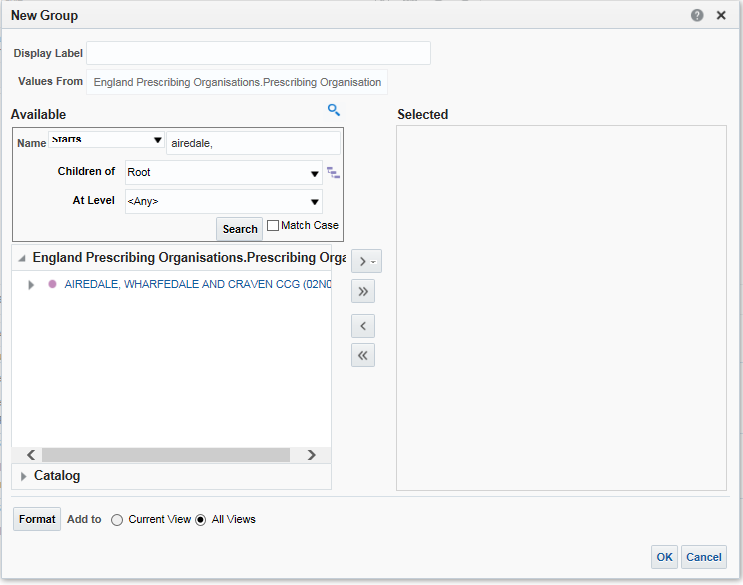 New Group
Display Label
Values From England Prescribing Organisations.Prescribing Organisation
Available
Selected
Name Starts airedale,
Children of Root
At Level <Any>
Search Match Case
England Prescribing Organisations.Prescribing Orga
AIREDALE, WHARFEDALE AND CRAVEN CCG (02N0
Catalog
Format Add to Current View All Views
OK Cancel